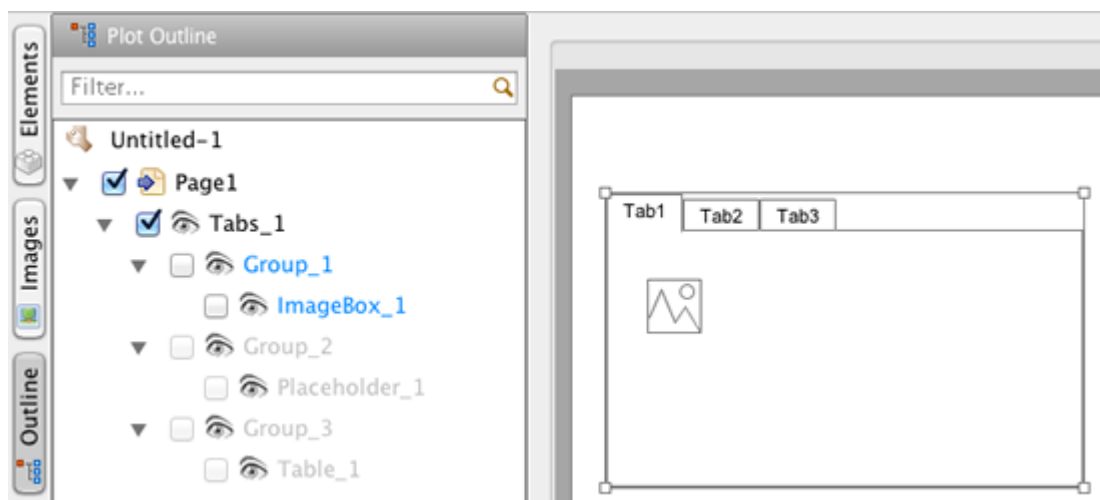 Elements
Images
Outline
Plot Outline
Filter...
Untitled-1
Page1
Tabs_1
Group_1
ImageBox_1
Group_2
Placeholder_1
Group_3
Table_1
Tab1 Tab2 Tab3